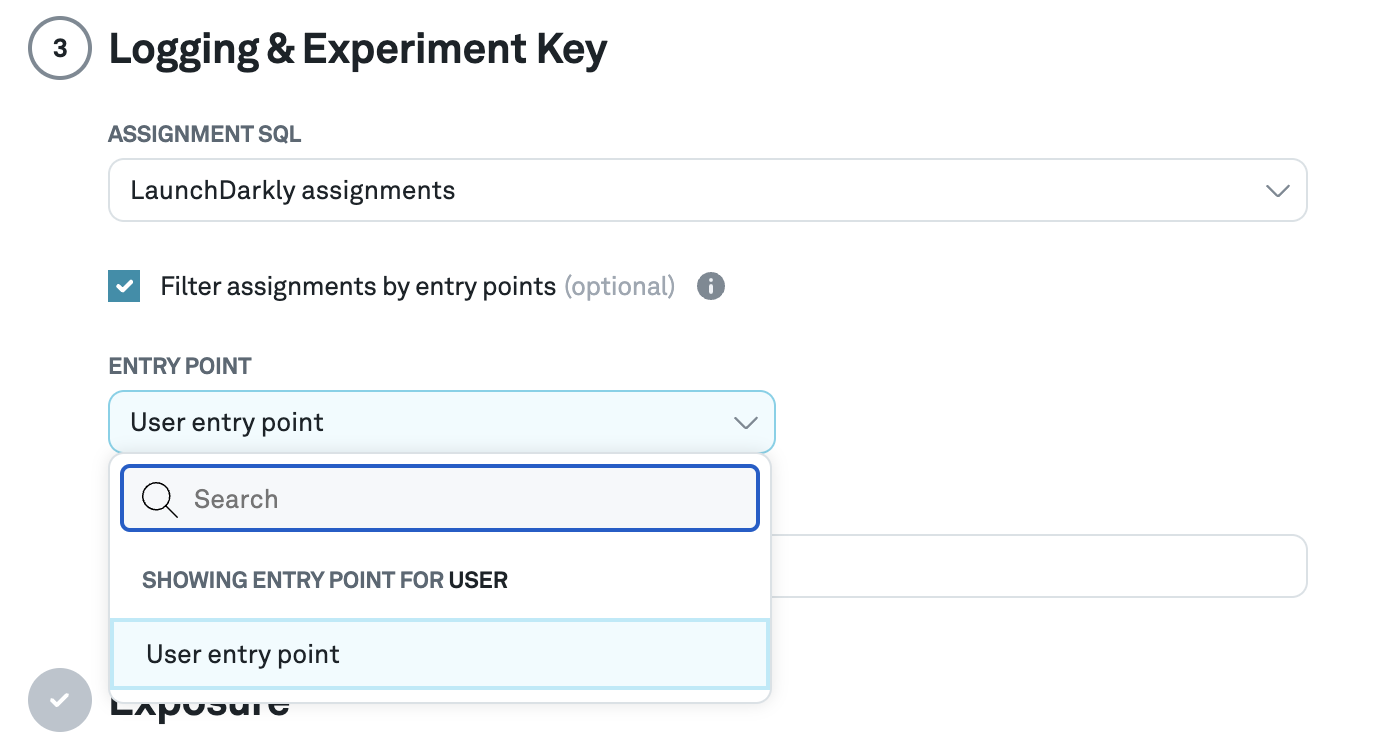 3
Logging & Experiment Key
ASSIGNMENT SQL
LaunchDarkly assignments
Filter assignments by entry points (optional)
ENTRY POINT
User entry point
Search
SHOWING ENTRY POINT FOR USER
User entry point
Exposure